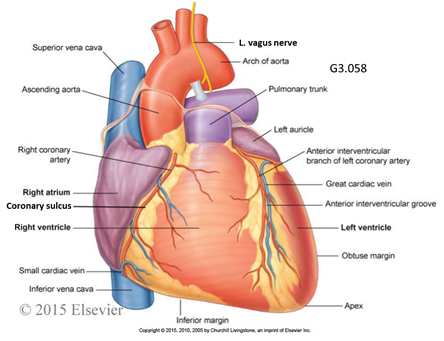 L. vagus nerve
Superior vena cava
Arch of aorta
G3.058
Ascending aorta
Pulmonary trunk
Left auricle
Right coronary
artery
Anterior interventricular
branch of left coronary artery
Great cardiac vein
Right atrium
Coronary sulcus
Anterior interventricular groove
Right ventricle
Left ventricle
Obtuse margin
Small cardiac vein
Inferior vena cava
Apex
© 2015 Elsevier
Inferior margin
Copyright © 2015, 2010, 2005 by Churchill Livingstone, an imprint of Elsevier Inc.